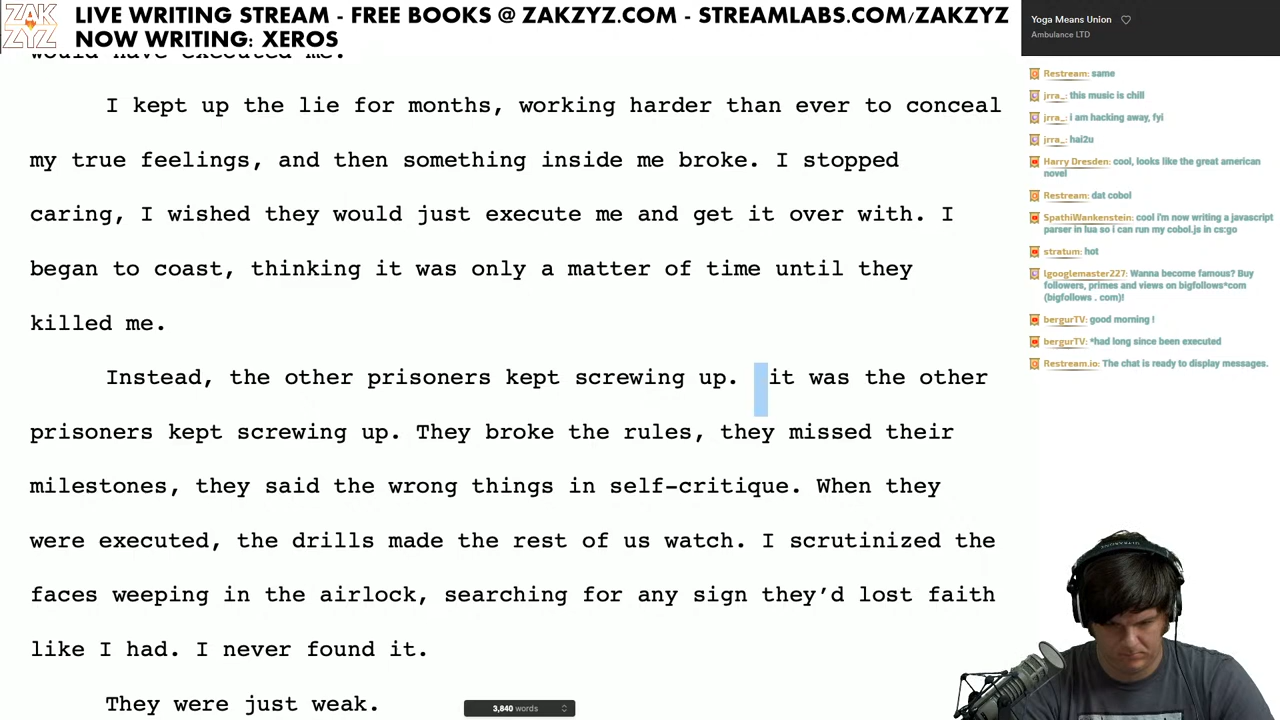 ZAK
ZYZ
LIVE WRITING STREAM - FREE BOOKS @ ZAKZYZ.COM - STREAMLABS.COM/ZAKZYZ
NOW WRITING: XEROS
would have executed me.
I kept up the lie for months, working harder than ever to conceal
my true feelings, and then something inside me broke. I stopped
caring, I wished they would just execute me and get it over with. I
began to coast, thinking it was only a matter of time until they
killed me.
Instead, the other prisoners kept screwing up. it was the other
prisoners kept screwing up. They broke the rules, they missed their
milestones, they said the wrong things in self-critique. When they
were executed, the drills made the rest of us watch. I scrutinized the
faces weeping in the airlock, searching for any sign they’d lost faith
like I had. I never found it.
They were just weak.
3,840 words
Yoga Means Union
Ambulance LTD
Restream: same
jrra_: this music is chill
jrra_: i am hacking away, fyi
jrra_: hai2u
Harry Dresden: cool, looks like the great american
novel
Restream: dat cobol
SpathiWankenstein: cool i'm now writing a javascript
parser in lua so i can run my cobol.js in cs:go
stratum: hot
lgooglemaster227: Wanna become famous? Buy
followers, primes and views on bigfollows*com
(bigfollows . com)!
bergurTV: good morning !
bergurTV: *had long since been executed
Restream.io: The chat is ready to display messages.